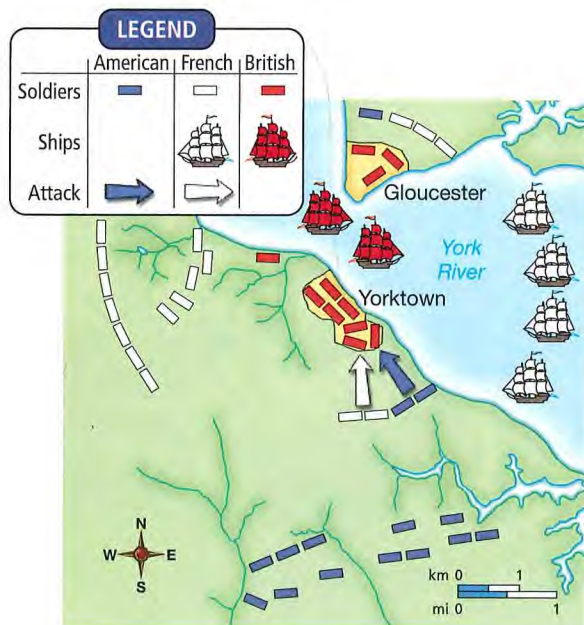 LEGEND
American French British
Soldiers
Ships
Attack
Gloucester
York
River
Yorktown
N
W E
S
km 0 1
mi 0 1